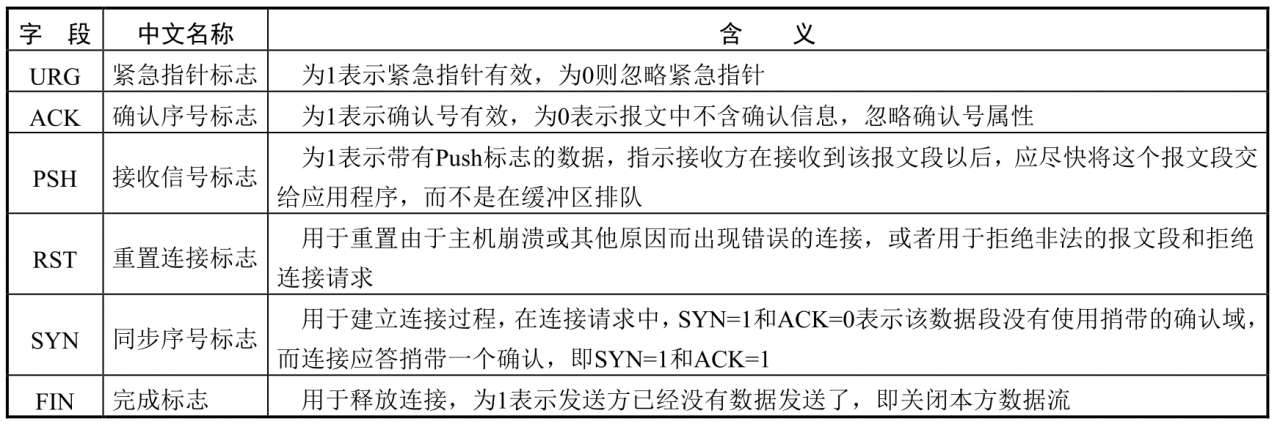 字 段 中文名称 含 义
URG 紧急指针标志 为1表示紧急指针有效，为0则忽略紧急指针
ACK 确认序号标志 为1表示确认号有效，为0表示报文中不含确认信息，忽略确认号属性
PSH 接收信号标志 为1表示带有Push标志的数据，指示接收方在接收到该报文段以后，应尽快将这个报文段交
给应用程序，而不是在缓冲区排队
RST 重置连接标志 用于重置由于主机崩溃或其他原因而出现错误的连接，或者用于拒绝非法的报文段和拒绝
连接请求
SYN 同步序号标志 用于建立连接过程，在连接请求中，SYN=1和ACK=0表示该数据段没有使用捎带的确认域，
而连接应答捎带一个确认，即SYN=1和ACK=1
FIN 完成标志 用于释放连接，为1表示发送方已经没有数据发送了，即关闭本方数据流